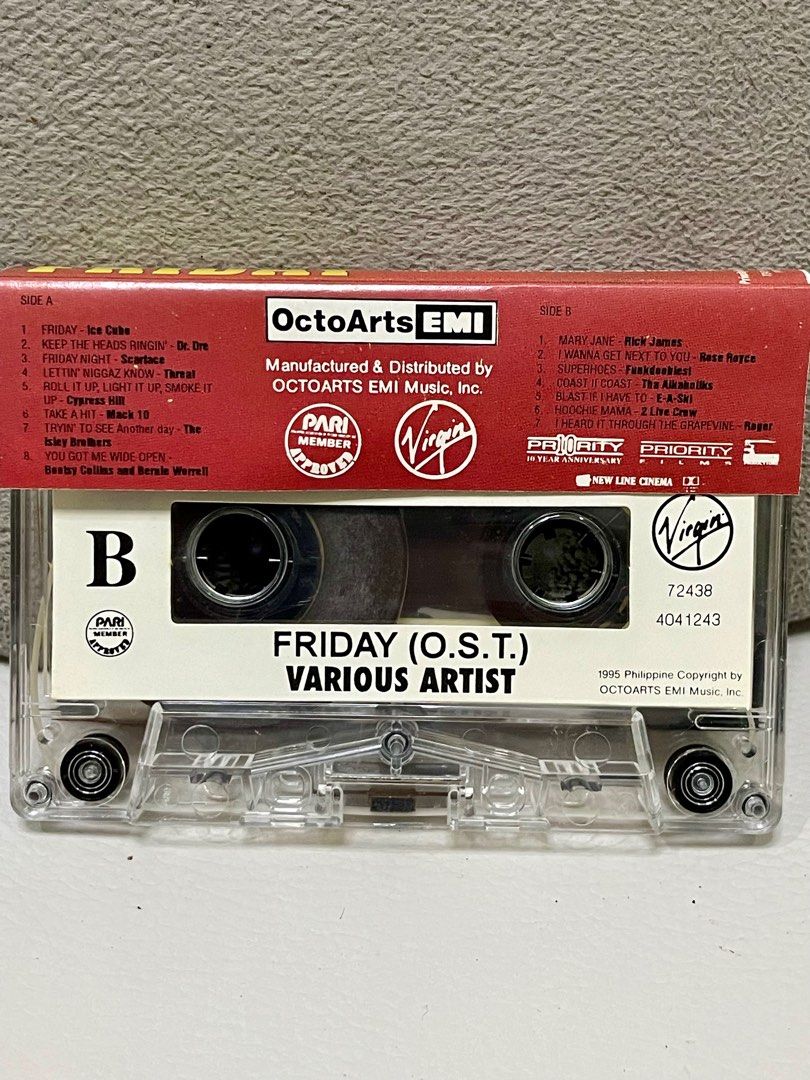 FRIDAY
SIDE A
1 FRIDAY - Ice Cube
2. KEEP THE HEADS RINGIN' - Dr. Dre
3. FRIDAY NIGHT - Scarface
4. LETTIN' NIGGAZ KNOW - Threat
5. ROLL IT UP, LIGHT IT UP, SMOKE IT
UP - Cypress Hill
6. TAKE A HIT - Mack 10
7. TRYIN' TO SEE Another day - The
Isley Brothers
8. YOU GOT ME WIDE OPEN -
Bootsy Collins and Bernie Worrell
OctoArts EMI
Manufactured & Distributed by
OCTOARTS EMI Music, Inc.
PARI
MEMBER
APPROVED
Virgin
SIDE B
1. MARY JANE - Rick James
2. I WANNA GET NEXT TO YOU - Rose Royce
3. SUPERHOES - Funkdoobiest
4. COAST II COAST - Tha Alkaholiks
5. BLAST IF I HAVE TO - E-A-Ski
6. HOOCHIE MAMA - 2 Live Crew
7. I HEARD IT THROUGH THE GRAPEVINE - Roger
PRIORITY
10 YEAR ANNIVERSARY
PRIORITY
FILMS
NEW LINE CINEMA
B
PARI
MEMBER
APPROVED
Virgin
72438
4041243
FRIDAY (O.S.T.)
VARIOUS ARTIST
1995 Philippine Copyright by
OCTOARTS EMI Music, Inc.